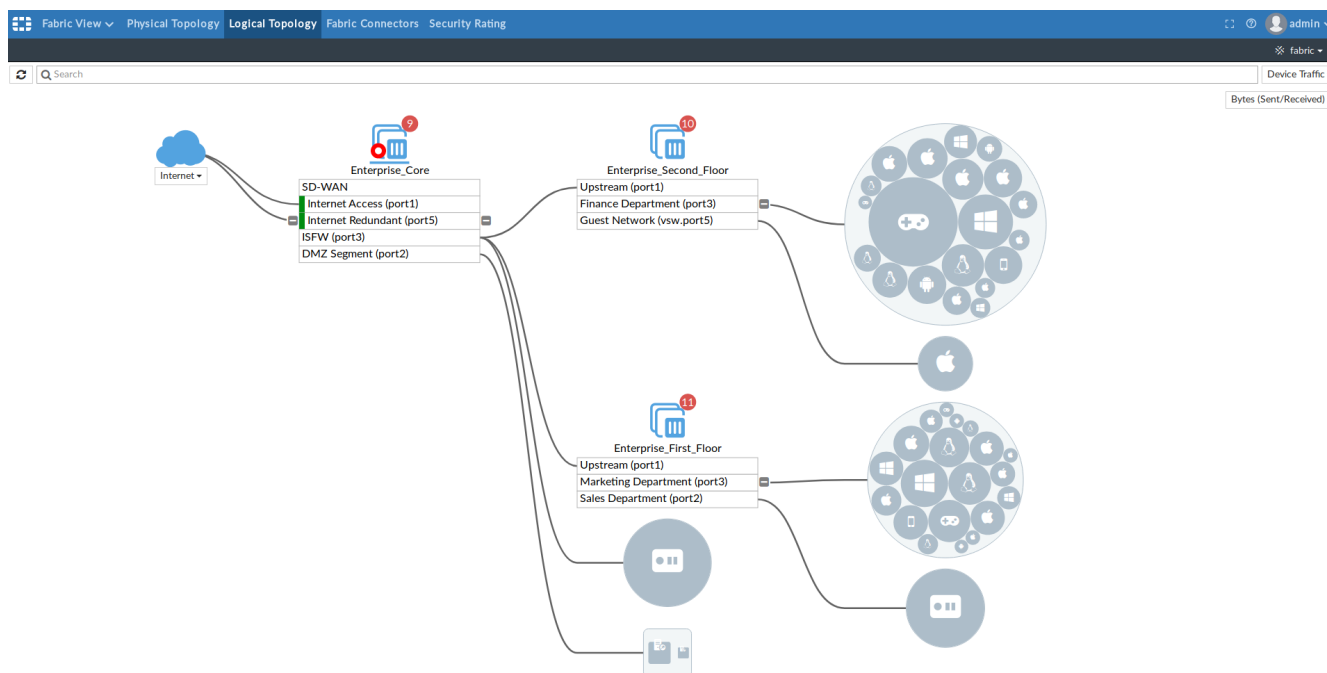 Fabric View Physical Topology Logical Topology Fabric Connectors Security Rating admin
fabric
Search Device Traffic
Bytes (Sent/Received)
Internet
9
Enterprise_Core
SD-WAN
Internet Access (port1)
Internet Redundant (port5)
ISFW (port3)
DMZ Segment (port2)
10
Enterprise_Second_Floor
Upstream (port1)
Finance Department (port3)
Guest Network (vsw.port5)
11
Enterprise_First_Floor
Upstream (port1)
Marketing Department (port3)
Sales Department (port2)